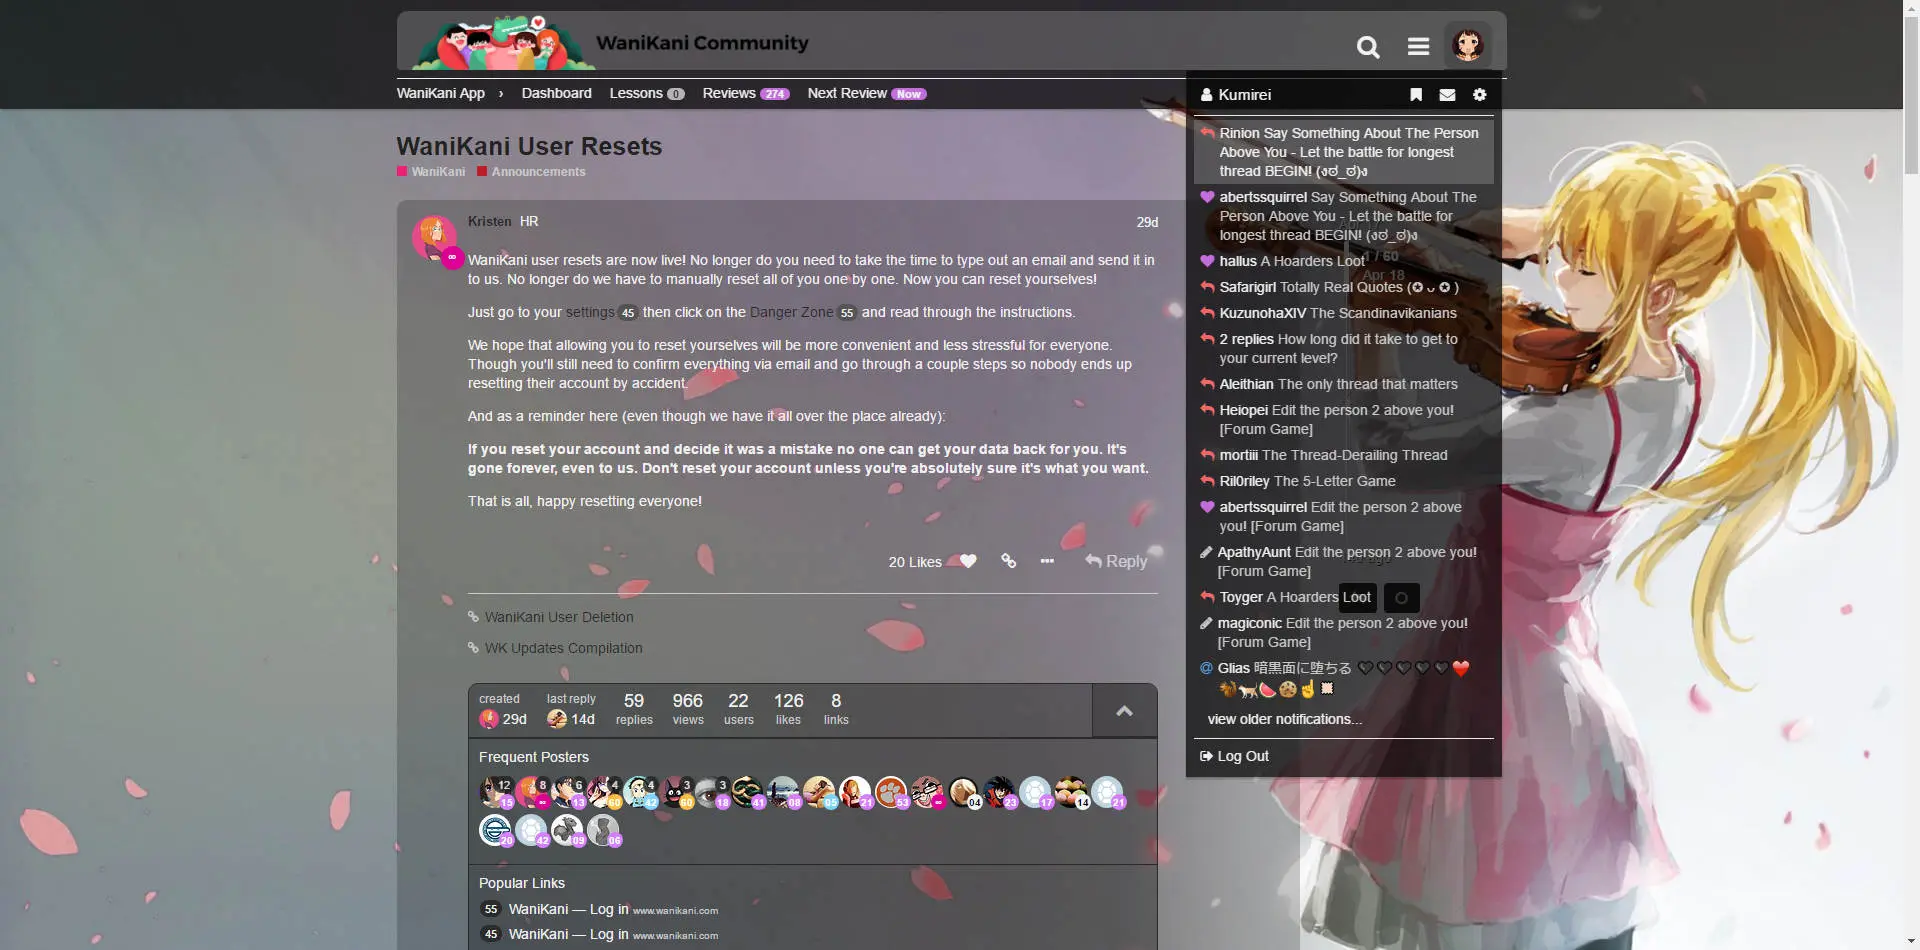 WaniKani Community
WaniKani App › Dashboard Lessons 0 Reviews 274 Next Review Now
WaniKani User Resets
WaniKani Announcements
Kristen HR 29d
WaniKani user resets are now live! No longer do you need to take the time to type out an email and send it in
to us. No longer do we have to manually reset all of you one by one. Now you can reset yourselves!
Just go to your settings 45 then click on the Danger Zone 55 and read through the instructions.
We hope that allowing you to reset yourselves will be more convenient and less stressful for everyone.
Though you'll still need to confirm everything via email and go through a couple steps so nobody ends up
resetting their account by accident.
And as a reminder here (even though we have it all over the place already):
If you reset your account and decide it was a mistake no one can get your data back for you. It's
gone forever, even to us. Don't reset your account unless you're absolutely sure it's what you want.
That is all, happy resetting everyone!
20 Likes Reply
WaniKani User Deletion
WK Updates Compilation
created last reply 59 966 22 126 8
29d 14d replies views users likes links
Frequent Posters
12 8 6 4 4 3 3
15 ∞ 13 60 42 60 18 41 08 05 21 53 ∞ 04 23 17 14 21
20 42 09 06
Popular Links
55 WaniKani — Log in www.wanikani.com
45 WaniKani — Log in www.wanikani.com
Kumirei
Rinion Say Something About The Person
Above You - Let the battle for longest
thread BEGIN! (ง ಠ_ಠ)ง
abertssquirrel Say Something About The
Person Above You - Let the battle for
longest thread BEGIN! (ง ಠ_ಠ)ง
hallus A Hoarders Loot
1 / 60
Apr 18
Safarigirl Totally Real Quotes (✪ ᴗ ✪ )
KuzunohaXIV The Scandinavikanians
2 replies How long did it take to get to
your current level?
Aleithian The only thread that matters
Heiopei Edit the person 2 above you!
[Forum Game]
mortiii The Thread-Derailing Thread
Ril0riley The 5-Letter Game
abertssquirrel Edit the person 2 above
you! [Forum Game]
ApathyAunt Edit the person 2 above you!
[Forum Game]
Toyger A Hoarders Loot
magiconic Edit the person 2 above you!
[Forum Game]
@ Glias 暗黒面に堕ちる 🖤🖤🖤🖤🖤❤️
🐿️🐈🍉🍪☝️🎞️
view older notifications...
Log Out